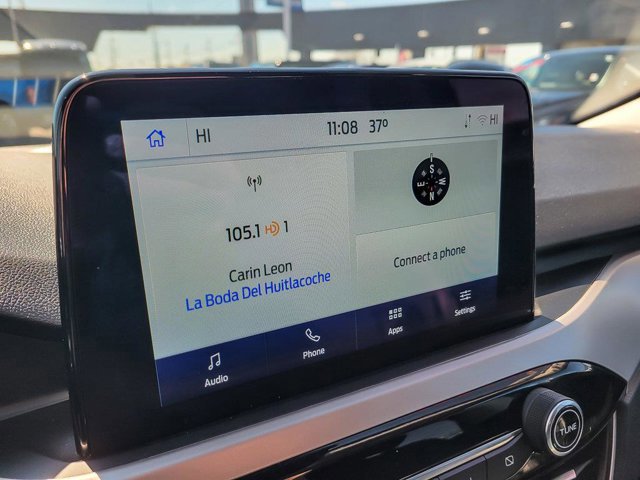 HI 11:08 37° HI
105.1 HD 1
Carin Leon
La Boda Del Huitlacoche
S
E W
N
Connect a phone
Audio Phone Apps Settings
TUNE